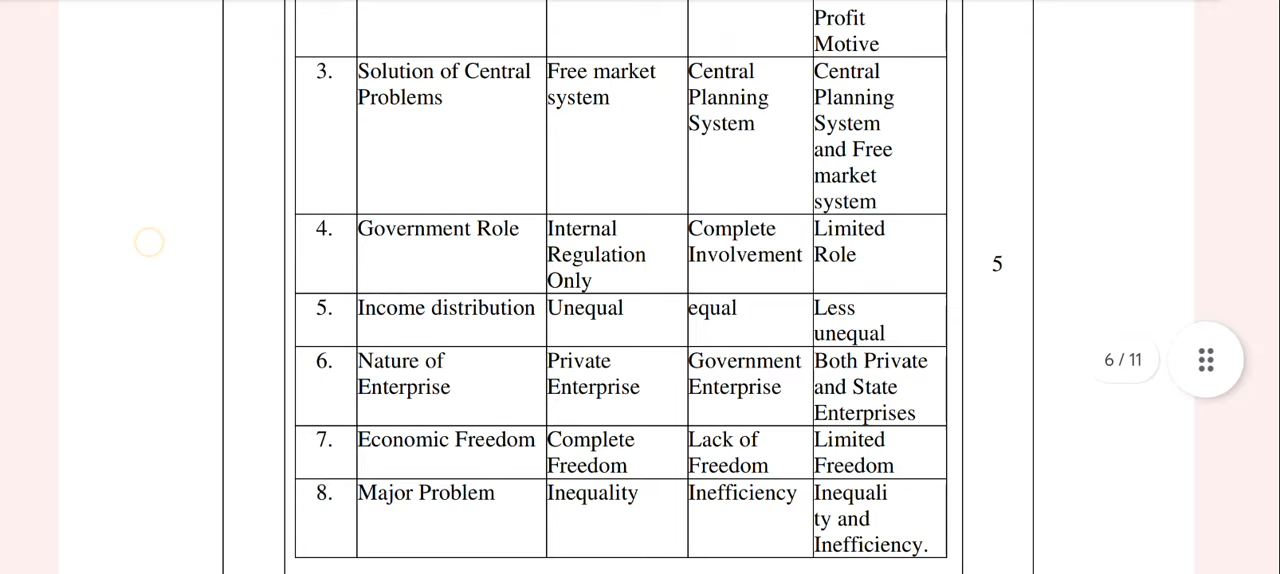 Profit
Motive
3. Solution of Central Free market Central Central
Problems system Planning Planning
System System
and Free
market
system
4. Government Role Internal Complete Limited
Regulation Involvement Role
Only
5
5. Income distribution Unequal equal Less
unequal
6. Nature of Private Government Both Private
Enterprise Enterprise Enterprise and State
Enterprises
6 / 11
7. Economic Freedom Complete Lack of Limited
Freedom Freedom Freedom
8. Major Problem Inequality Inefficiency Inequali
ty and
Inefficiency.